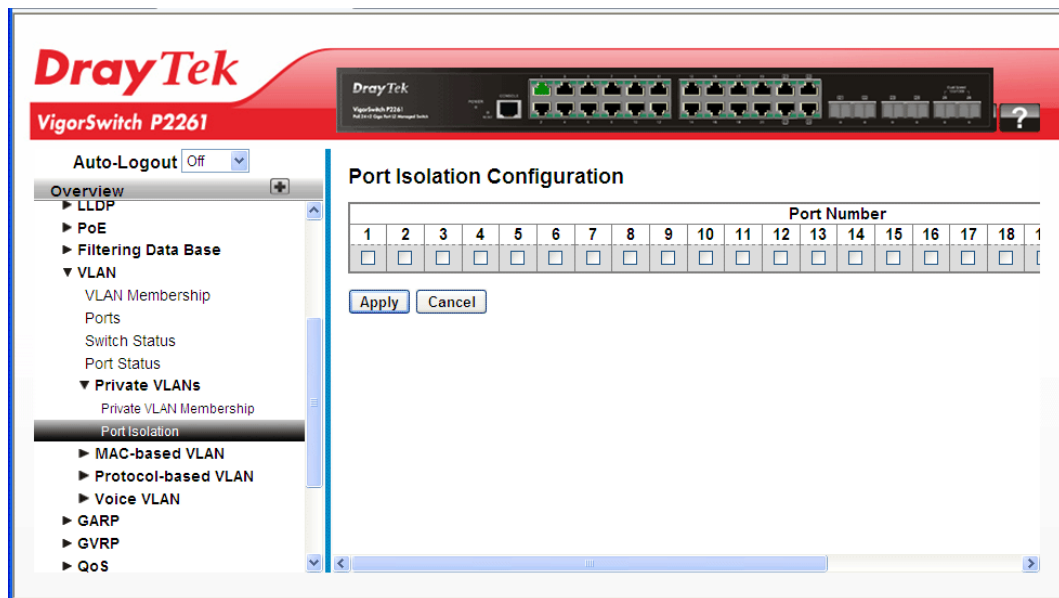 DrayTek
VigorSwitch P2261
DrayTek
VigorSwitch P2261
?
Auto-Logout Off
Overview
LLDP
PoE
Filtering Data Base
VLAN
VLAN Membership
Ports
Switch Status
Port Status
Private VLANs
Private VLAN Membership
Port Isolation
MAC-based VLAN
Protocol-based VLAN
Voice VLAN
GARP
GVRP
QoS
Port Isolation Configuration
Port Number
1 2 3 4 5 6 7 8 9 10 11 12 13 14 15 16 17 18 1
Apply Cancel